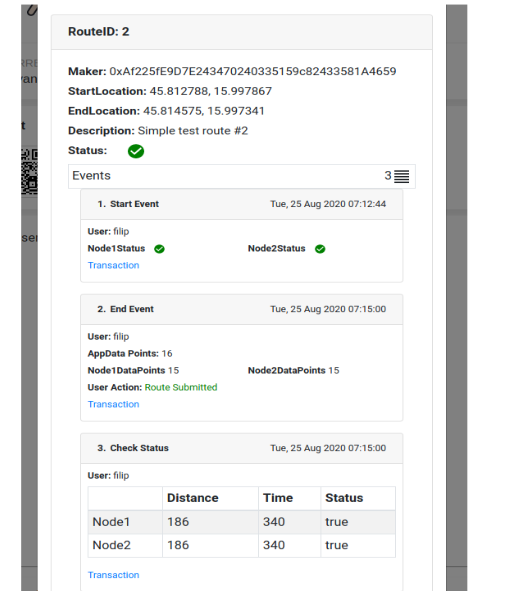 RouteID: 2
Maker: 0xAf225fE9D7E243470240335159c82433581A4659
StartLocation: 45.812788, 15.997867
EndLocation: 45.814575, 15.997341
Description: Simple test route #2
Status:
Events 3
1. Start Event Tue, 25 Aug 2020 07:12:44
User: filip
Node1Status Node2Status
Transaction
2. End Event Tue, 25 Aug 2020 07:15:00
User: filip
AppData Points: 16
Node1DataPoints 15 Node2DataPoints 15
User Action: Route Submitted
Transaction
3. Check Status Tue, 25 Aug 2020 07:15:00
User: filip
Distance Time Status
Node1 186 340 true
Node2 186 340 true
Transaction